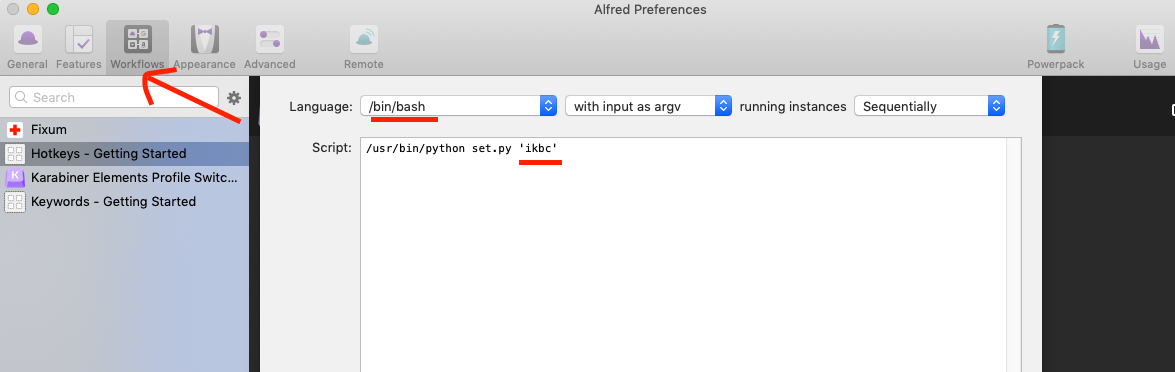 Alfred Preferences
General Features Workflows Appearance Advanced Remote Powerpack Usage
Search
Language: /bin/bash with input as argv running instances Sequentially
Fixum
Hotkeys - Getting Started
Script: /usr/bin/python set.py 'ikbc'
Karabiner Elements Profile Switc...
Keywords - Getting Started